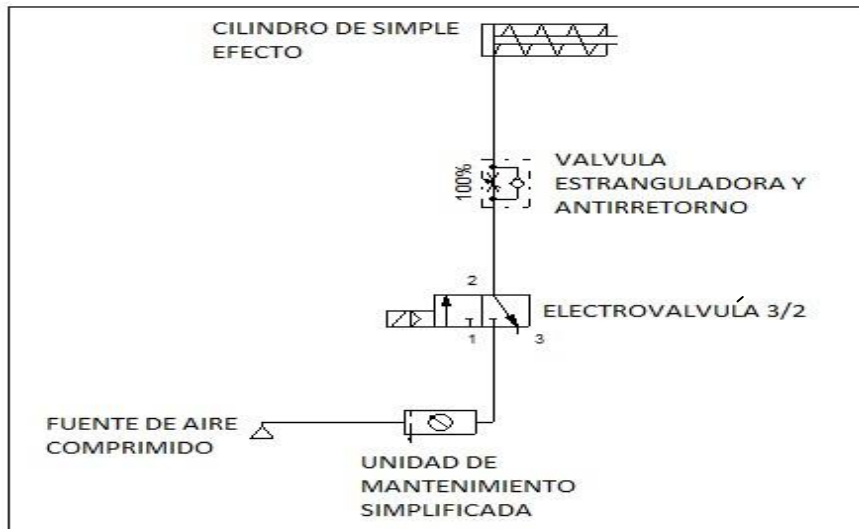 CILINDRO DE SIMPLE
EFECTO
100%
VALVULA
ESTRANGULADORA Y
ANTIRRETORNO
2
ELECTROVALVULA 3/2
1
3
FUENTE DE AIRE
COMPRIMIDO
UNIDAD DE
MANTENIMIENTO
SIMPLIFICADA